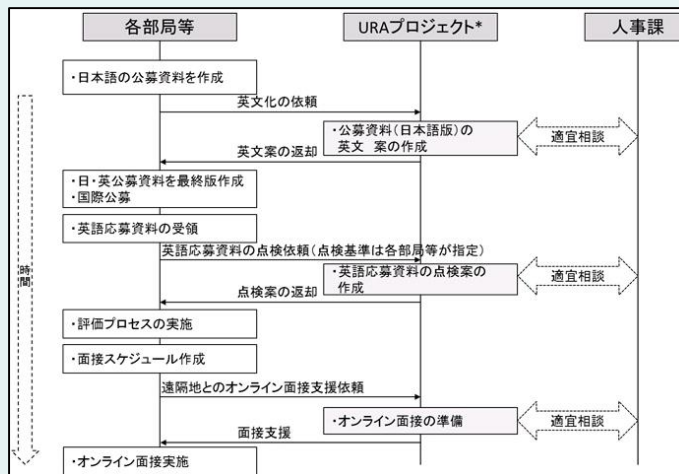 各部局等
URAプロジェクト*
人事課
・日本語の公募資料を作成
英文化の依頼
・公募資料(日本語版)の
英文 案の作成
適宜相談
英文案の返却
・日・英公募資料を最終版作成
・国際公募
・英語応募資料の受領
英語応募資料の点検依頼(点検基準は各部局等が指定)
時間
・英語応募資料の点検案の
作成
適宜相談
点検案の返却
・評価プロセスの実施
・面接スケジュール作成
遠隔地とのオンライン面接支援依頼
・オンライン面接の準備
適宜相談
面接支援
・オンライン面接実施